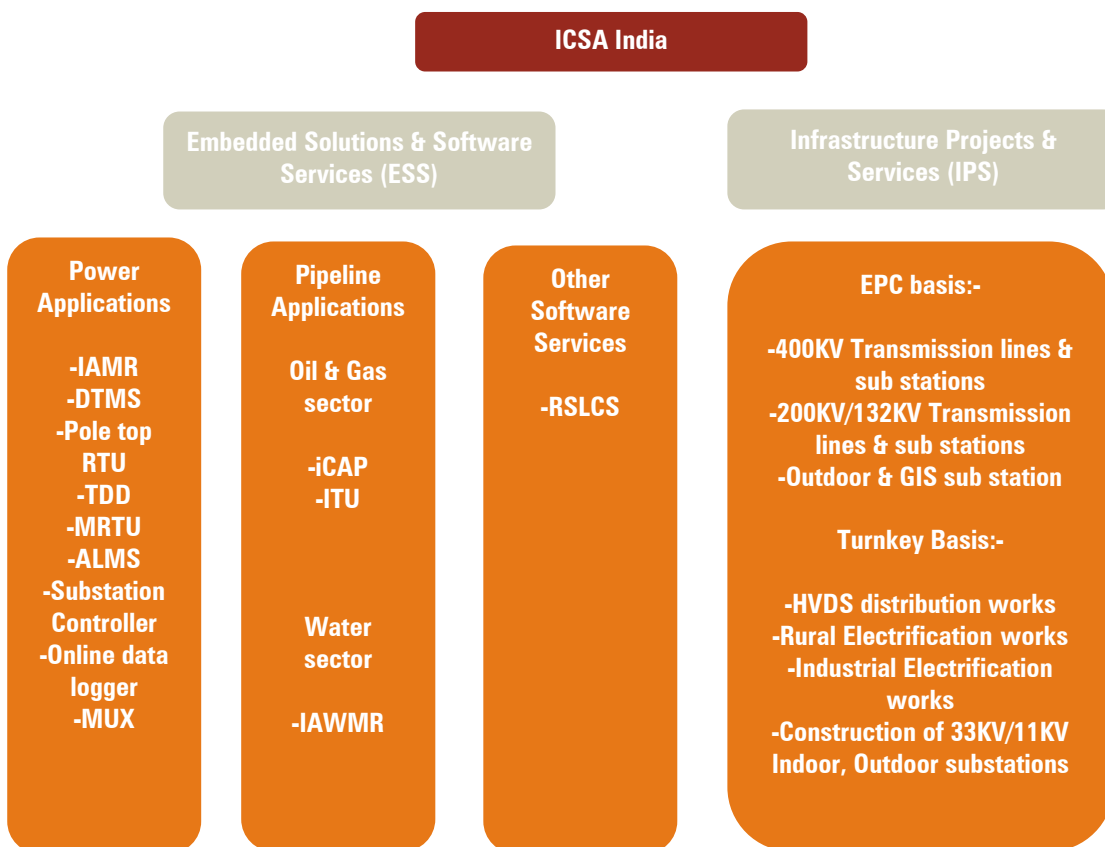 ICSA India
Embedded Solutions & Software
Services (ESS)
Infrastructure Projects &
Services (IPS)
Power
Applications
-IAMR
-DTMS
-Pole top
RTU
-TDD
-MRTU
-ALMS
-Substation
Controller
-Online data
logger
-MUX
Pipeline
Applications
Oil & Gas
sector
-iCAP
-ITU
Water
sector
-IAWMR
Other
Software
Services
-RSLCS
EPC basis:-
-400KV Transmission lines &
sub stations
-200KV/132KV Transmission
lines & sub stations
-Outdoor & GIS sub station
Turnkey Basis:-
-HVDS distribution works
-Rural Electrification works
-Industrial Electrification
works
-Construction of 33KV/11KV
Indoor, Outdoor substations